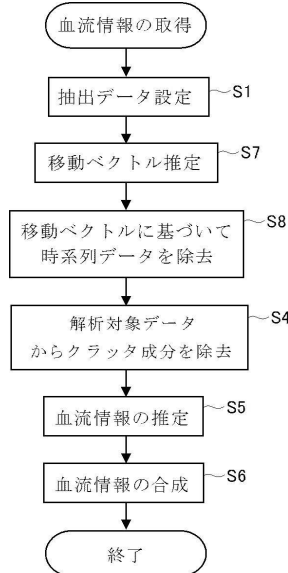 血流情報の取得
抽出データ設定
S1
移動ベクトル推定
S7
移動ベクトルに基づいて
時系列データを除去
S8
解析対象データ
からクラッタ成分を除去
S4
血流情報の推定
S5
血流情報の合成
S6
終了